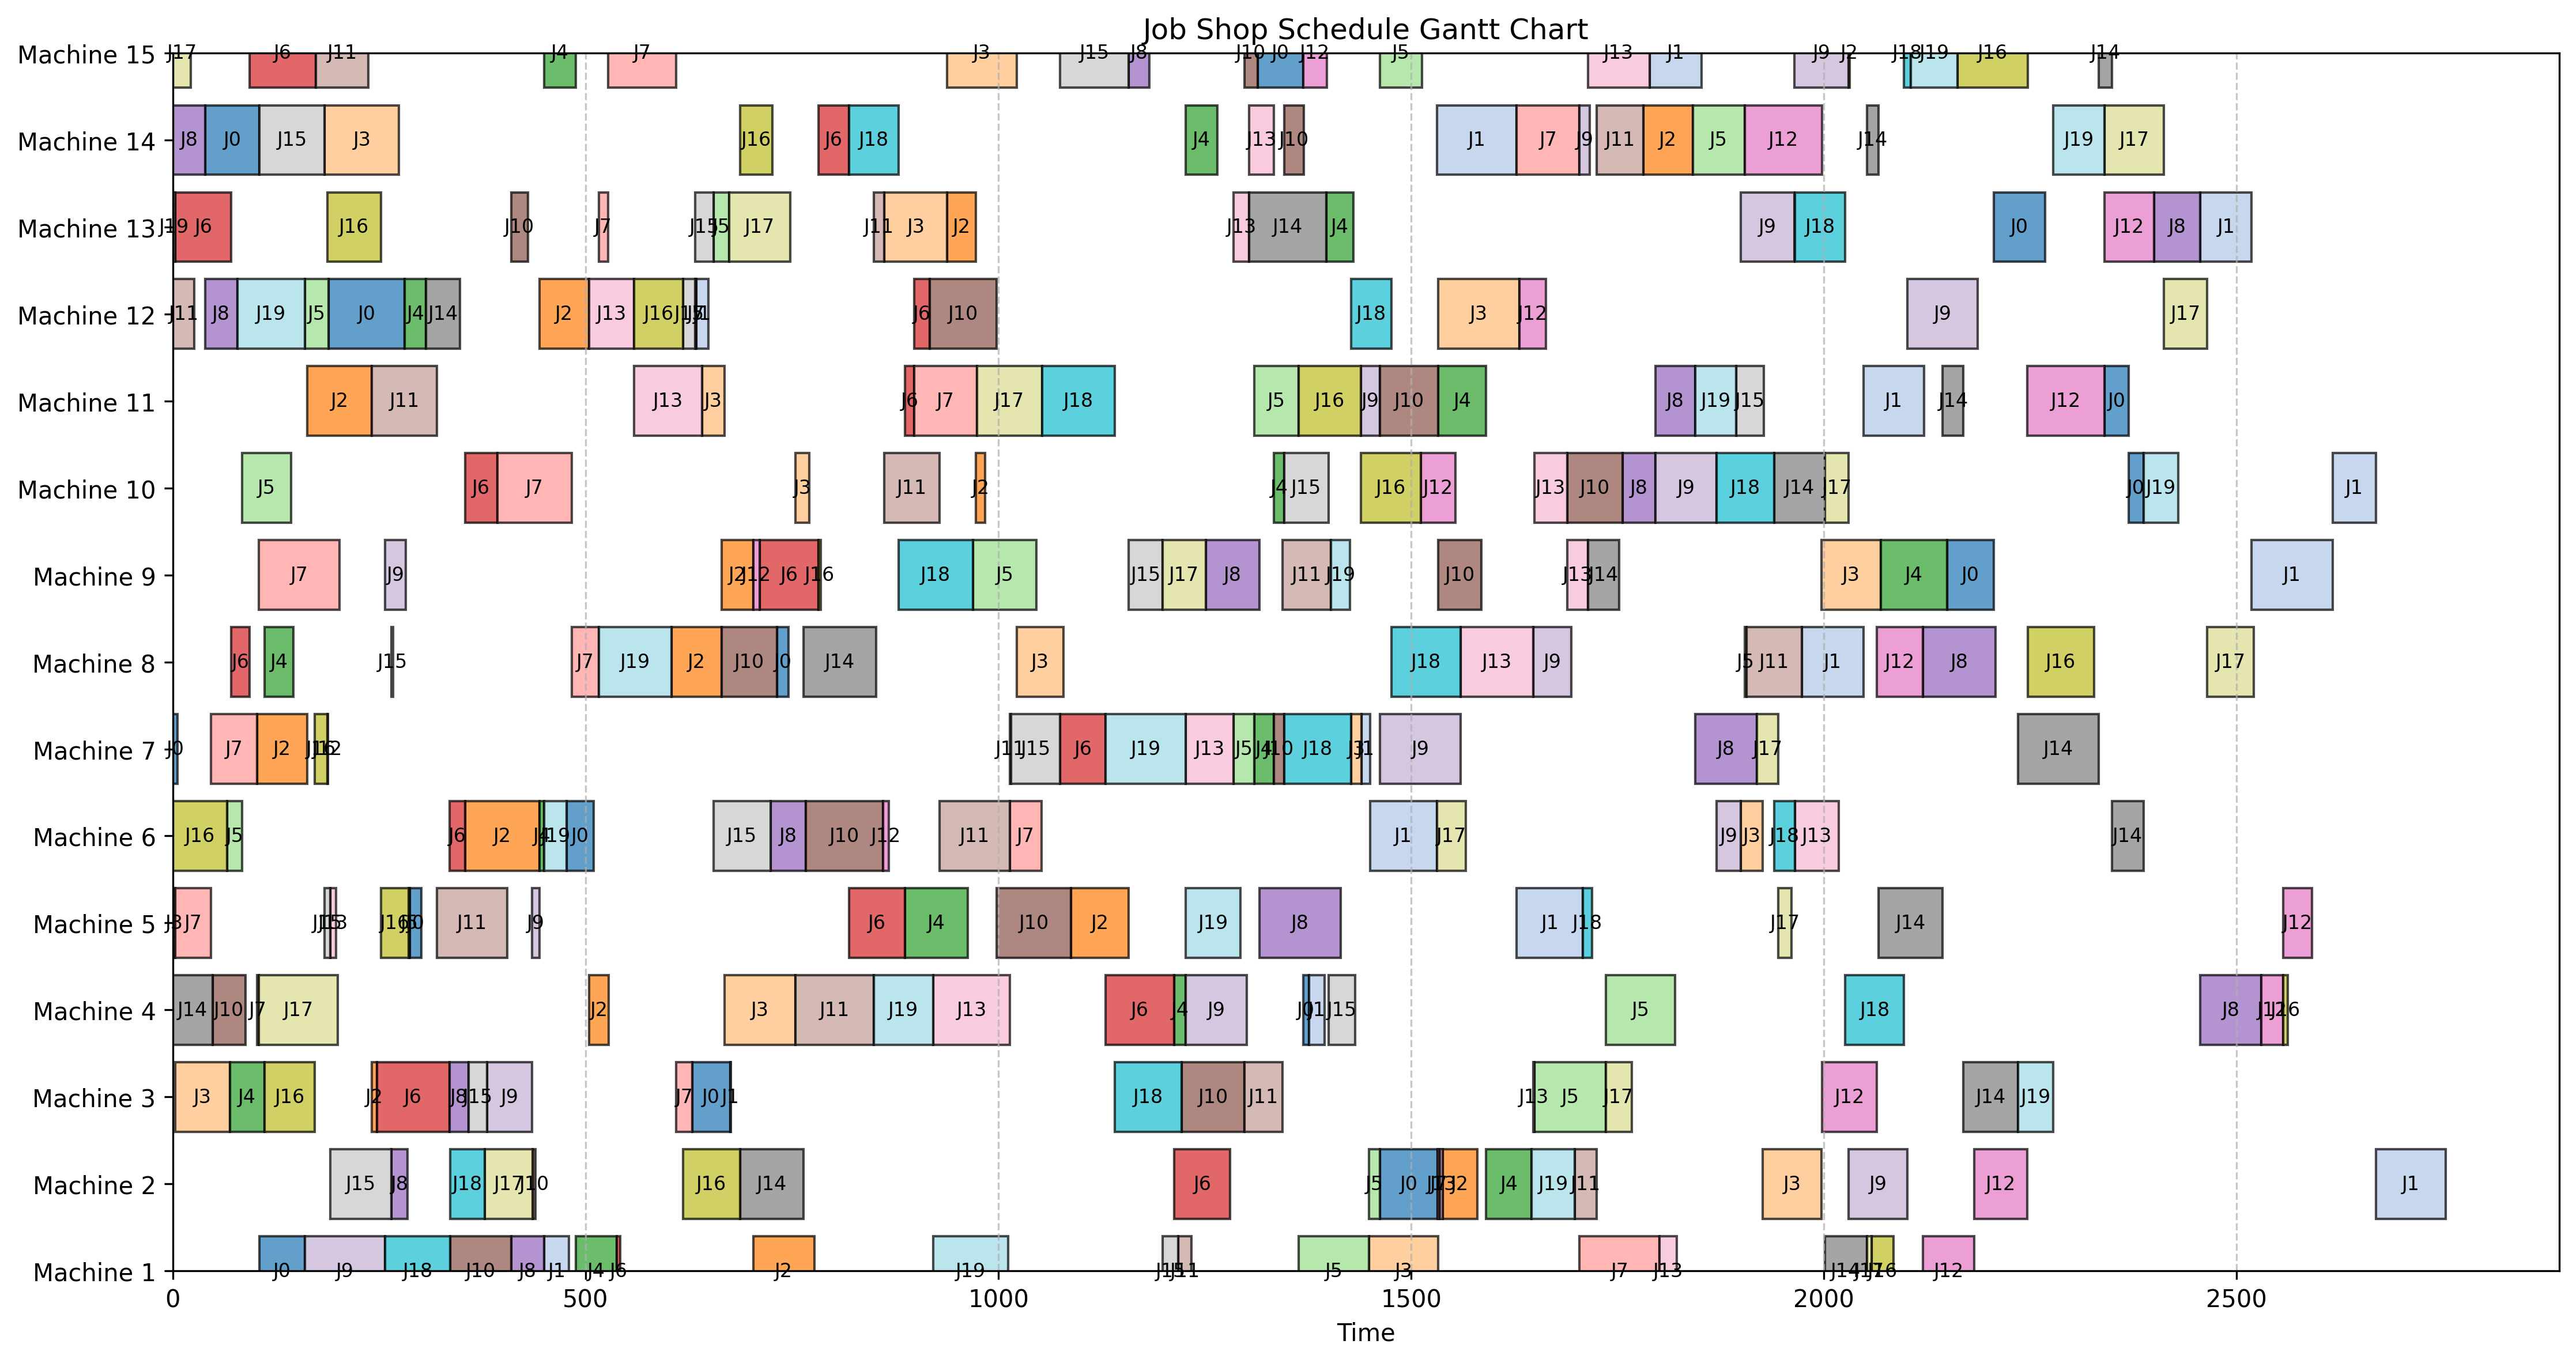 Job Shop Schedule Gantt Chart
Machine 15 J17 J6 J11 J4 J7 J3 J15 J8 J10 J0 J12 J5 J13 J1 J9 J2 J18 J19 J16 J14
Machine 14 J8 J0 J15 J3 J16 J6 J18 J4 J13 J10 J1 J7 J9 J11 J2 J5 J12 J14 J19 J17
Machine 13 J19 J6 J16 J10 J7 J15 J5 J17 J11 J3 J2 J13 J14 J4 J9 J18 J0 J12 J8 J1
Machine 12 J11 J8 J19 J5 J0 J4 J14 J2 J13 J16 J15 J7 J1 J6 J10 J18 J3 J12 J9 J17
Machine 11 J2 J11 J13 J3 J6 J7 J17 J18 J5 J16 J9 J10 J4 J8 J19 J15 J1 J14 J12 J0
Machine 10 J5 J6 J7 J3 J11 J2 J4 J15 J16 J12 J13 J10 J8 J9 J18 J14 J17 J0 J19 J1
Machine 9 J7 J9 J2 J12 J6 J16 J18 J5 J15 J17 J8 J11 J19 J10 J13 J14 J3 J4 J0 J1
Machine 8 J6 J4 J15 J7 J19 J2 J10 J0 J14 J3 J18 J13 J9 J5 J11 J1 J12 J8 J16 J17
Machine 7 J0 J7 J2 J16 J12 J11 J15 J6 J19 J13 J5 J4 J10 J18 J3 J1 J9 J8 J17 J14
Machine 6 J16 J5 J6 J2 J4 J19 J0 J15 J8 J10 J12 J11 J7 J1 J17 J9 J3 J18 J13 J14
Machine 5 J3 J7 J15 J13 J16 J5 J0 J11 J9 J6 J4 J10 J2 J19 J8 J1 J18 J17 J14 J12
Machine 4 J14 J10 J7 J17 J2 J3 J11 J19 J13 J6 J4 J9 J0 J1 J15 J5 J18 J8 J12 J16
Machine 3 J3 J4 J16 J2 J6 J8 J15 J9 J7 J0 J1 J18 J10 J11 J13 J5 J17 J12 J14 J19
Machine 2 J15 J8 J18 J17 J10 J16 J14 J6 J5 J0 J7 J13 J2 J4 J19 J11 J3 J9 J12 J1
Machine 1 J0 J9 J18 J10 J8 J1 J4 J6 J2 J19 J15 J11 J5 J3 J7 J13 J14 J17 J16 J12
0 500 1000 1500 2000 2500
Time